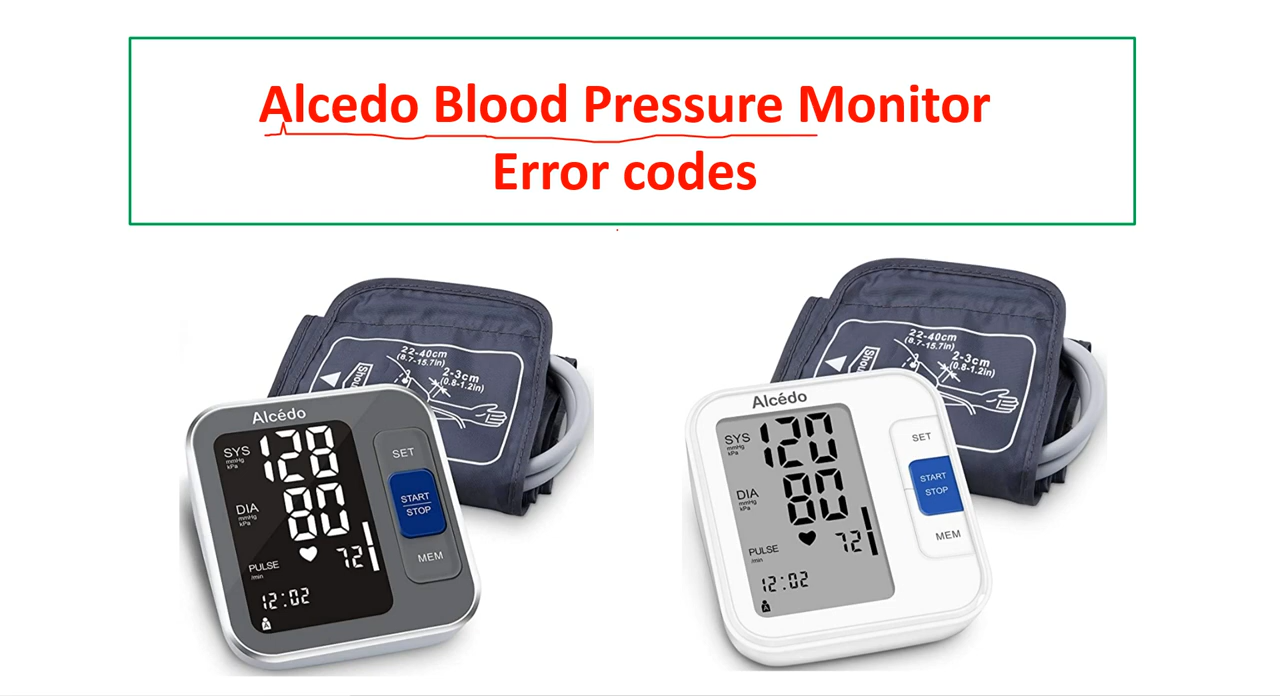 Alcedo Blood Pressure Monitor
Error codes
22-40cm
(8.7-15.7in)
2-3cm
(0.8-1.2in)
Alcédo
SYS
mmHg
kPa
128
DIA
mmHg
kPa
80
PULSE
/min
72
12:02
A
SET
START
STOP
MEM
22-40cm
(8.7-15.7in)
2-3cm
(0.8-1.2in)
Alcédo
SYS
mmHg
kPa
120
DIA
mmHg
kPa
80
PULSE
/min
72
12:02
A
SET
START
STOP
MEM